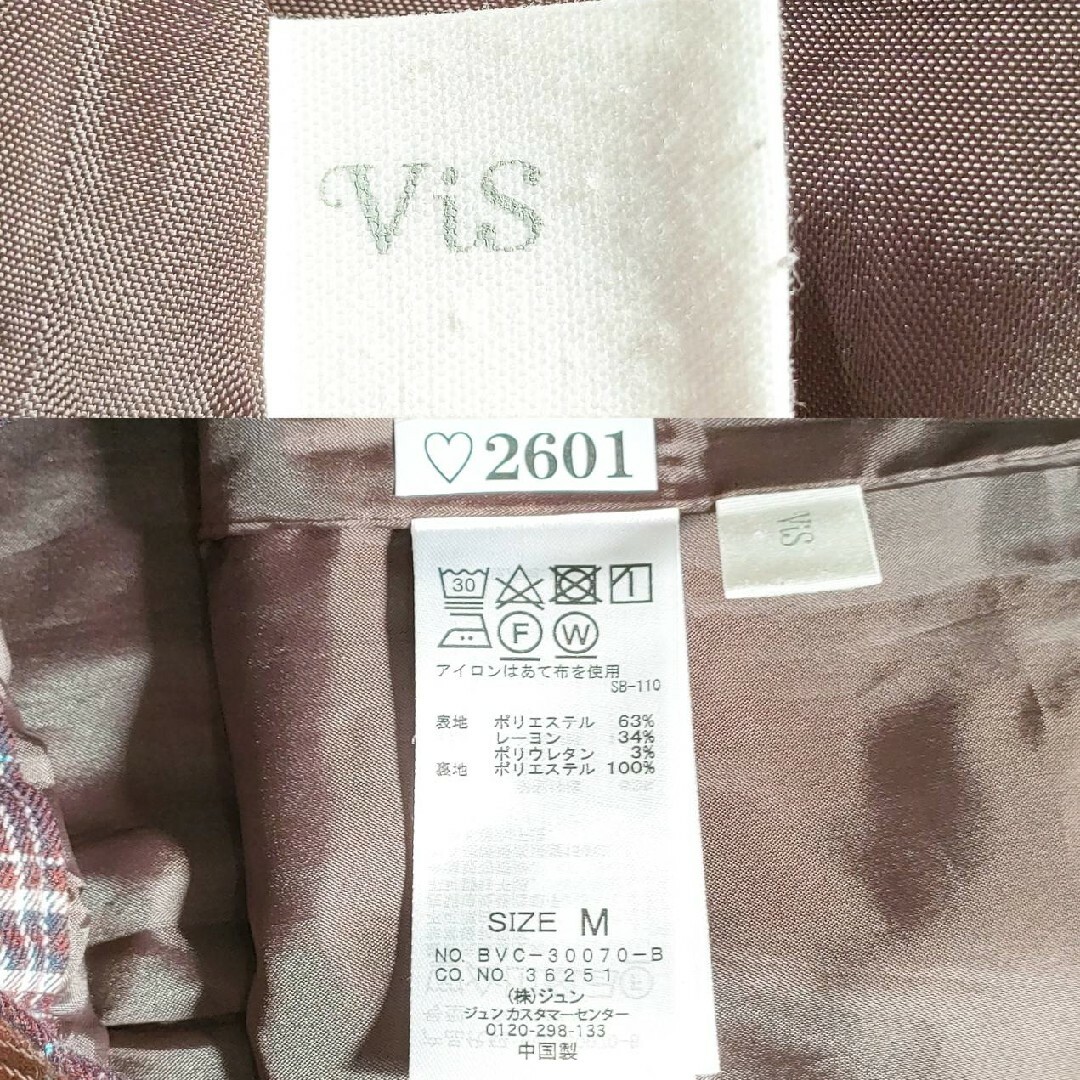 ViS
♡2601
ViS
30
1
F W
アイロンはあて布を使用
SB-110
表地 ポリエステル 63%
レーヨン 34%
ポリウレタン 3%
裏地 ポリエステル 100%
SIZE M
NO. BVC-30070-B
CO. NO. 36251
(株)ジュン
ジュンカスタマーセンター
0120-298-133
中国製